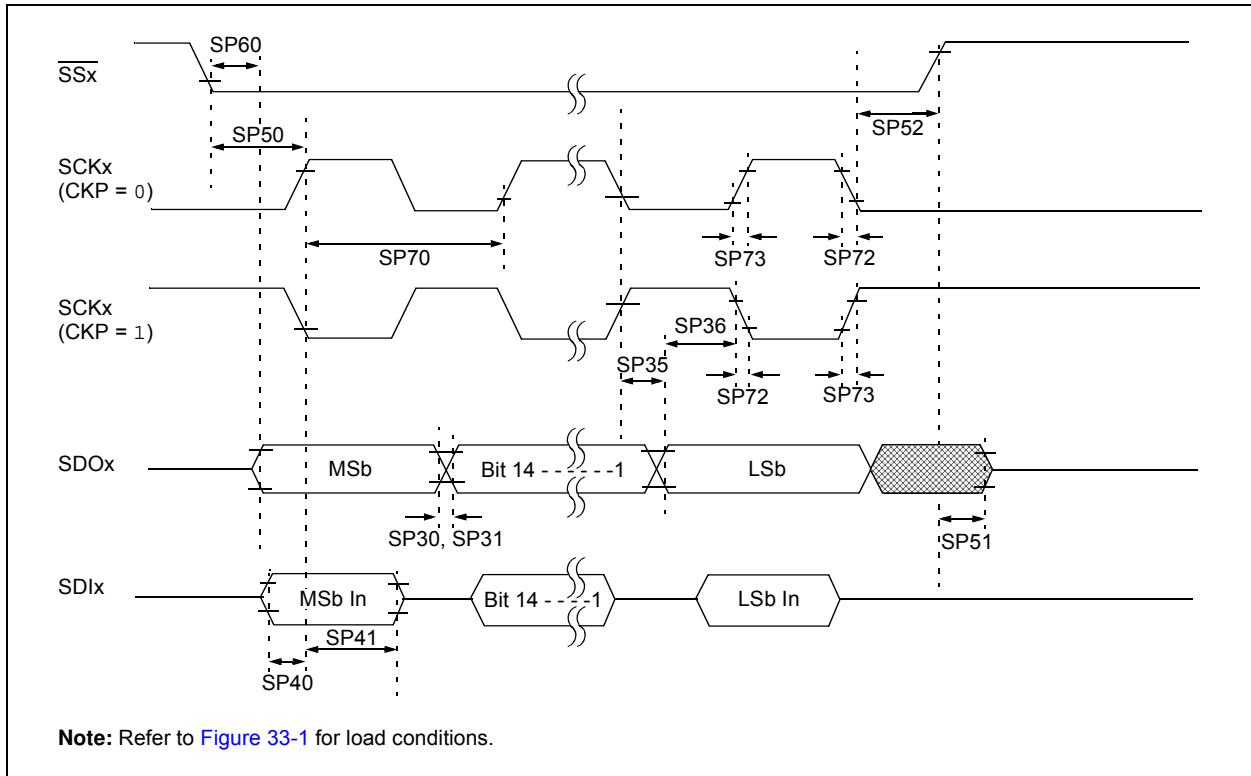 SP60
SSx
SP50
SP52
SCKx
(CKP = 0)
SP70
SP73
SP72
SCKx
(CKP = 1)
SP36
SP35
SP72
SP73
SDOx
MSb
Bit 14 - - - - - -1
LSb
SP30, SP31
SP51
SDIx
MSb In
Bit 14 - - - -1
LSb In
SP41
SP40
Note: Refer to Figure 33-1 for load conditions.